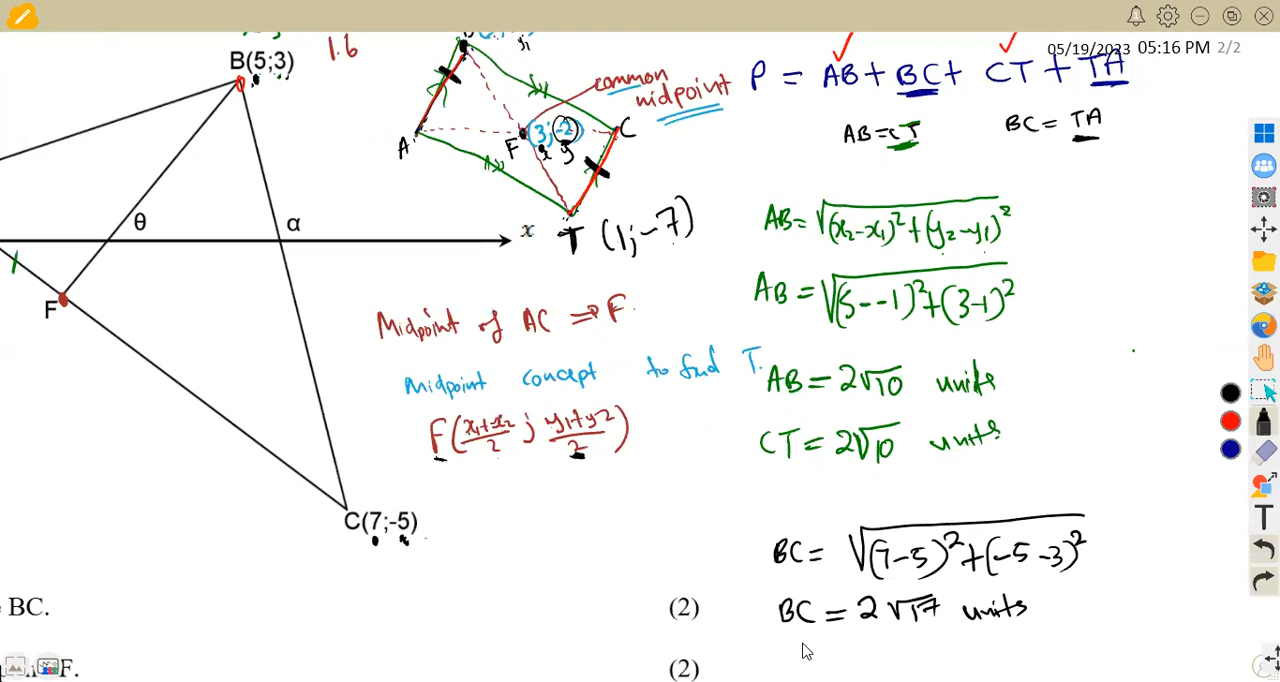 05/19/2023 05:16 PM 2/2
B(5;3)
1.6
common
midpoint
P = AB + BC + CT + TA
AB = CT
BC = TA
A
F
(3;-2)
x y
C
T (1;-7)
θ
α
x
F
C(7;-5)
Midpoint of AC ⇒ F.
Midpoint concept to find T.
F(x₁+x₂/2 ; y₁+y2/2)
AB = √(x₂-x₁)²+(y₂-y₁)²
AB = √(5--1)²+(3-1)²
AB = 2√10 units
CT = 2√10 units
BC = √(7-5)²+(-5-3)²
BC = 2√17 units
BC. (2)
F. (2)
T